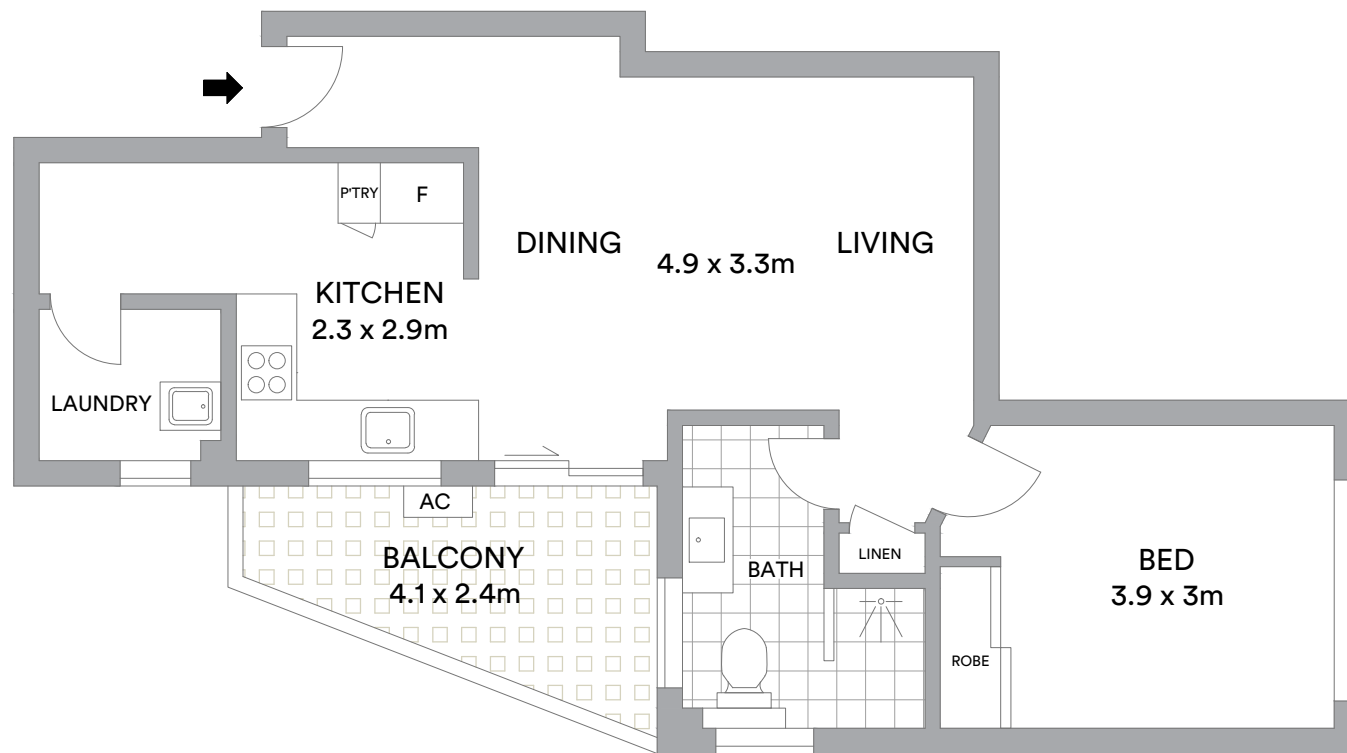 P'TRY
F
DINING
4.9 x 3.3m
LIVING
KITCHEN
2.3 x 2.9m
LAUNDRY
AC
BALCONY
4.1 x 2.4m
BATH
LINEN
BED
3.9 x 3m
ROBE